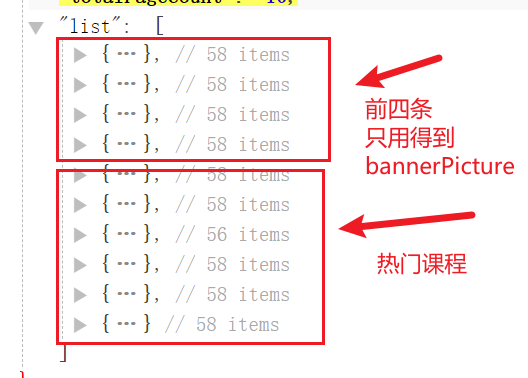 "list": [
{ ··· }, // 58 items
{ ··· }, // 58 items
{ ··· }, // 58 items
{ ··· }, // 58 items
{ ··· }, // 58 items
{ ··· }, // 58 items
{ ··· }, // 56 items
{ ··· }, // 58 items
{ ··· }, // 58 items
{ ··· } // 58 items
]
}
前四条
只用得到
bannerPicture
热门课程